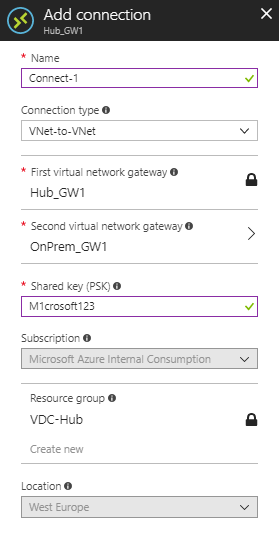 Add connection
Hub_GW1
* Name
Connect-1
Connection type
VNet-to-VNet
* First virtual network gateway
Hub_GW1
* Second virtual network gateway
OnPrem_GW1
* Shared key (PSK)
M1crosoft123
Subscription
Microsoft Azure Internal Consumption
Resource group
VDC-Hub
Create new
Location
West Europe